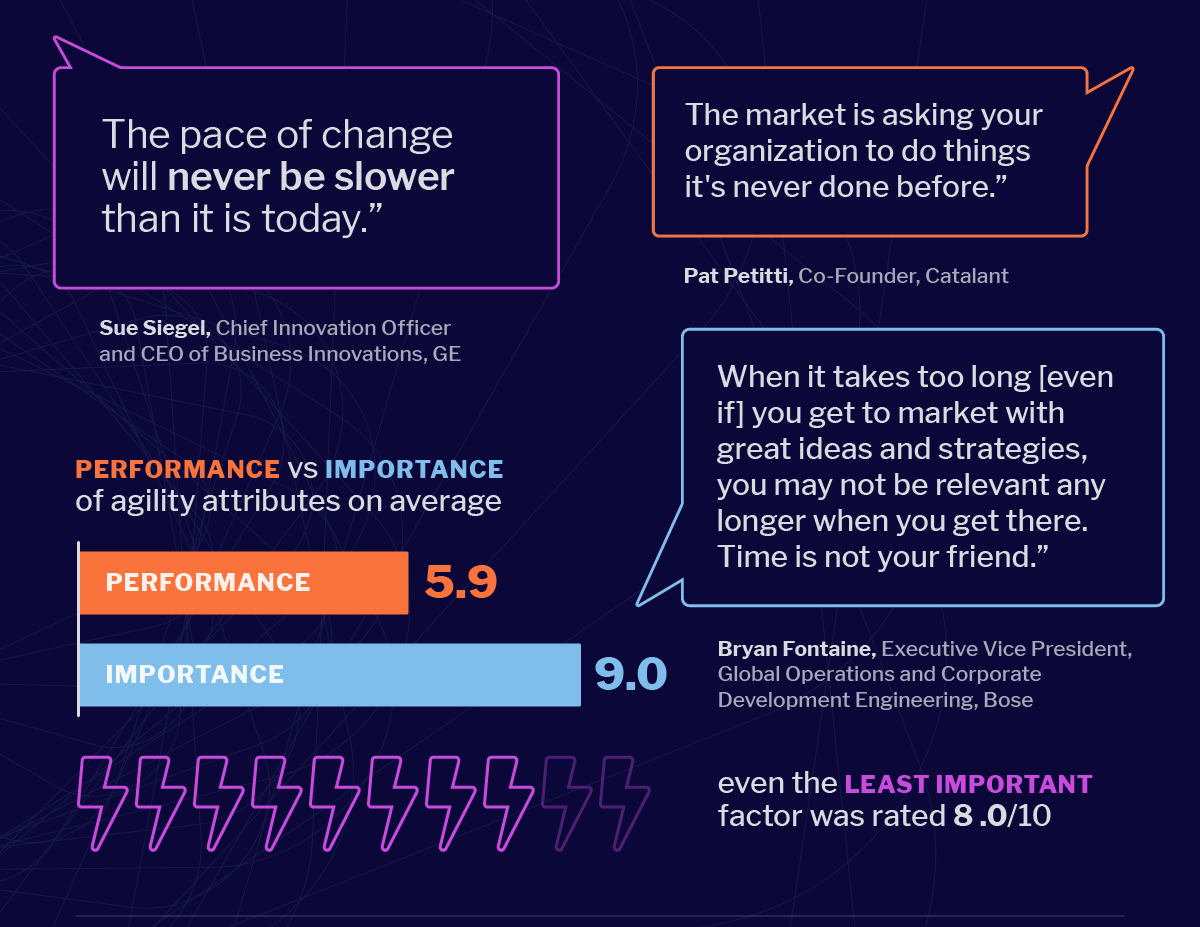 The pace of change
will never be slower
than it is today.”
Sue Siegel, Chief Innovation Officer
and CEO of Business Innovations, GE
The market is asking your
organization to do things
it's never done before.”
Pat Petitti, Co-Founder, Catalant
When it takes too long [even
if] you get to market with
great ideas and strategies,
you may not be relevant any
longer when you get there.
Time is not your friend.”
Bryan Fontaine, Executive Vice President,
Global Operations and Corporate
Development Engineering, Bose
PERFORMANCE VS IMPORTANCE
of agility attributes on average
PERFORMANCE 5.9
IMPORTANCE 9.0
even the LEAST IMPORTANT
factor was rated 8 .0/10